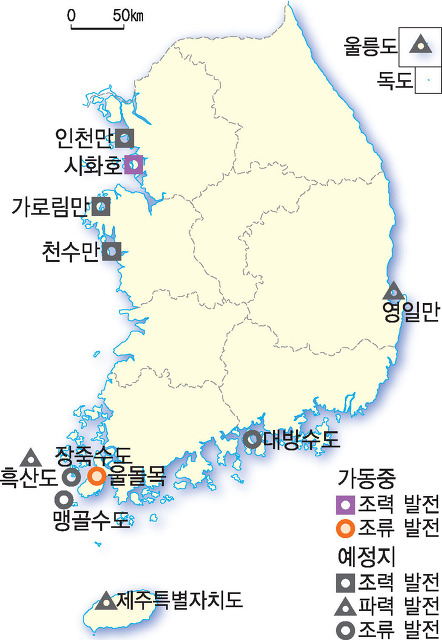 0 50㎞
울릉도
독도
인천만
시화호
가로림만
천수만
영일만
대방수도
장죽수도
흑산도
울돌목
맹골수도
제주특별자치도
가동중
조력 발전
조류 발전
예정지
조력 발전
파력 발전
조류 발전